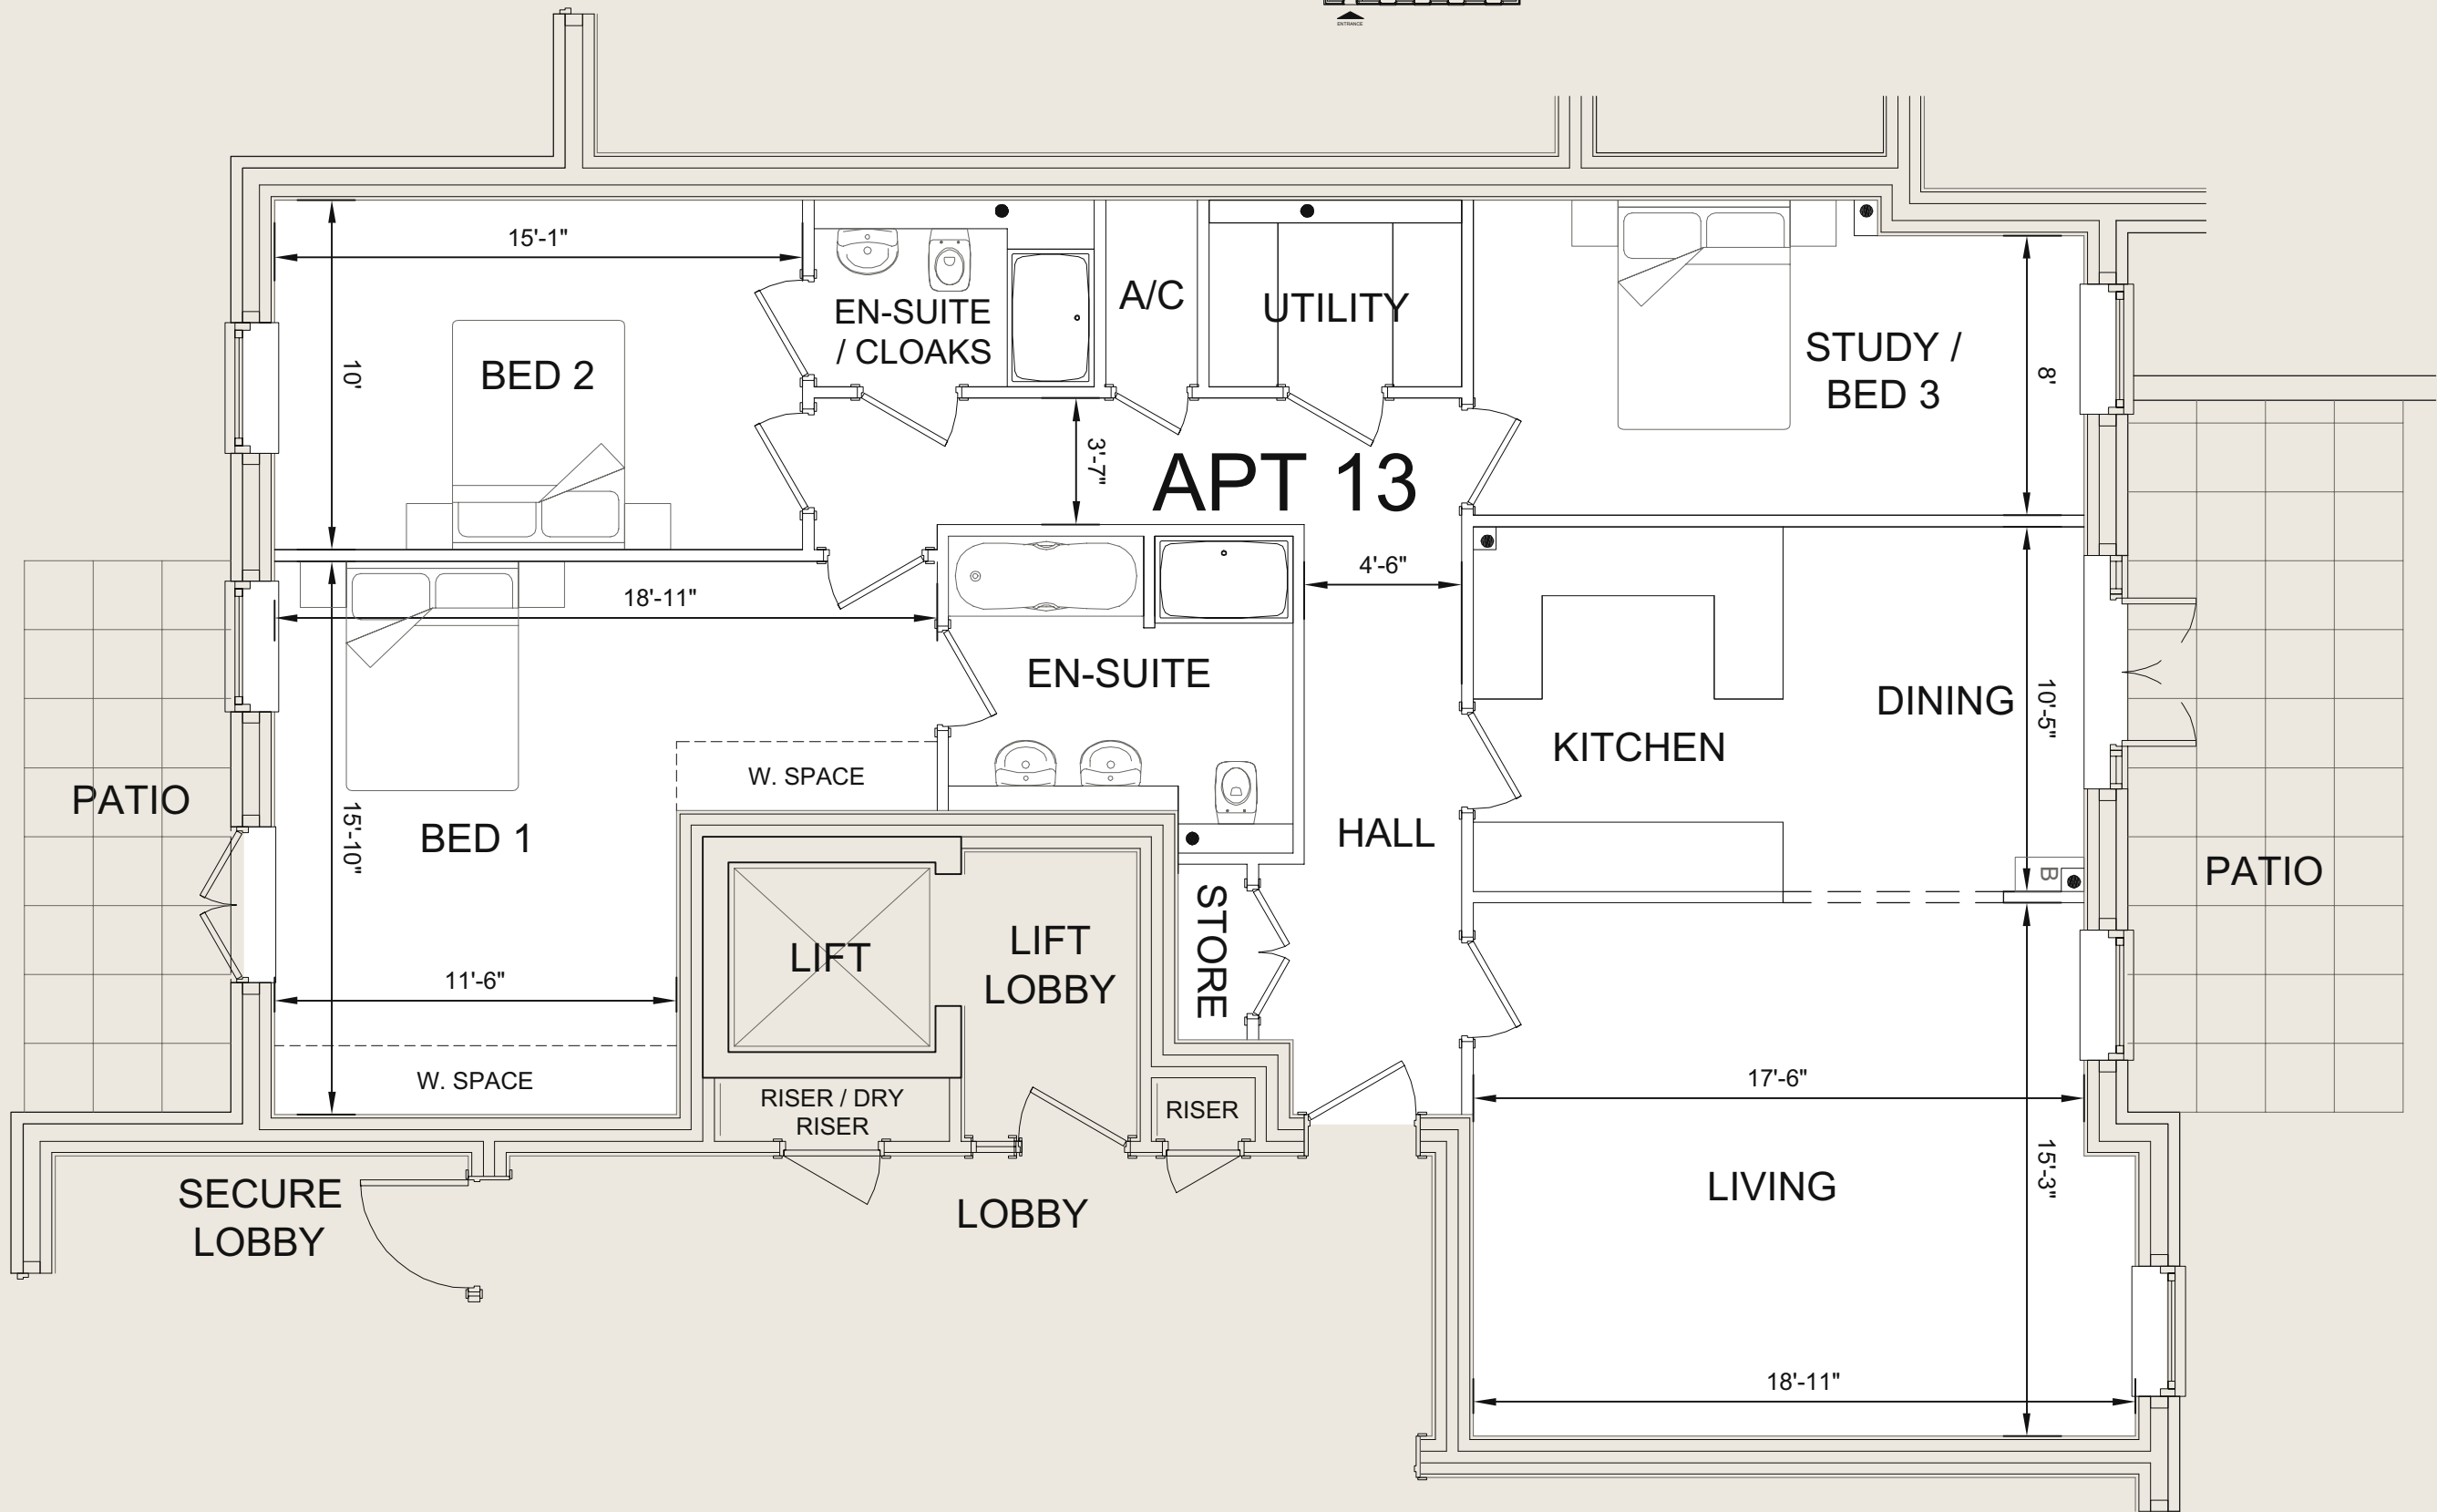 ENTRANCE
15'-1"
EN-SUITE
/ CLOAKS
A/C
UTILITY
STUDY /
BED 3
8'
10'
BED 2
3'-7"
APT 13
18'-11"
4'-6"
EN-SUITE
DINING
10'-5"
KITCHEN
W. SPACE
PATIO
15'-10"
BED 1
HALL
B
PATIO
STORE
LIFT
LIFT
LOBBY
11'-6"
W. SPACE
RISER / DRY
RISER
RISER
17'-6"
15'-3"
LIVING
SECURE
LOBBY
LOBBY
18'-11"